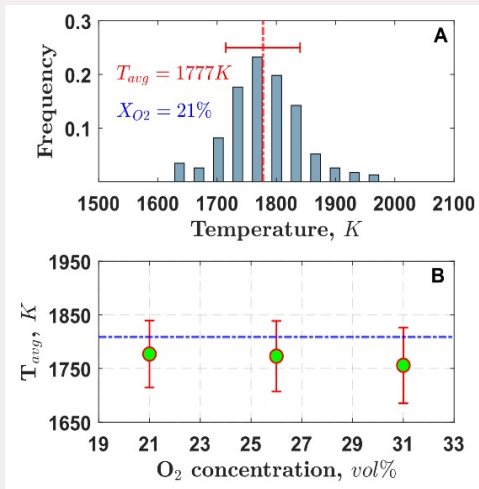 A
0.3
0.2
0.1
Frequency
T_avg = 1777K
X_O2 = 21%
1500 1600 1700 1800 1900 2000 2100
Temperature, K
B
1950
1850
1750
1650
T_avg, K
19 21 23 25 27 29 31 33
O₂ concentration, vol%